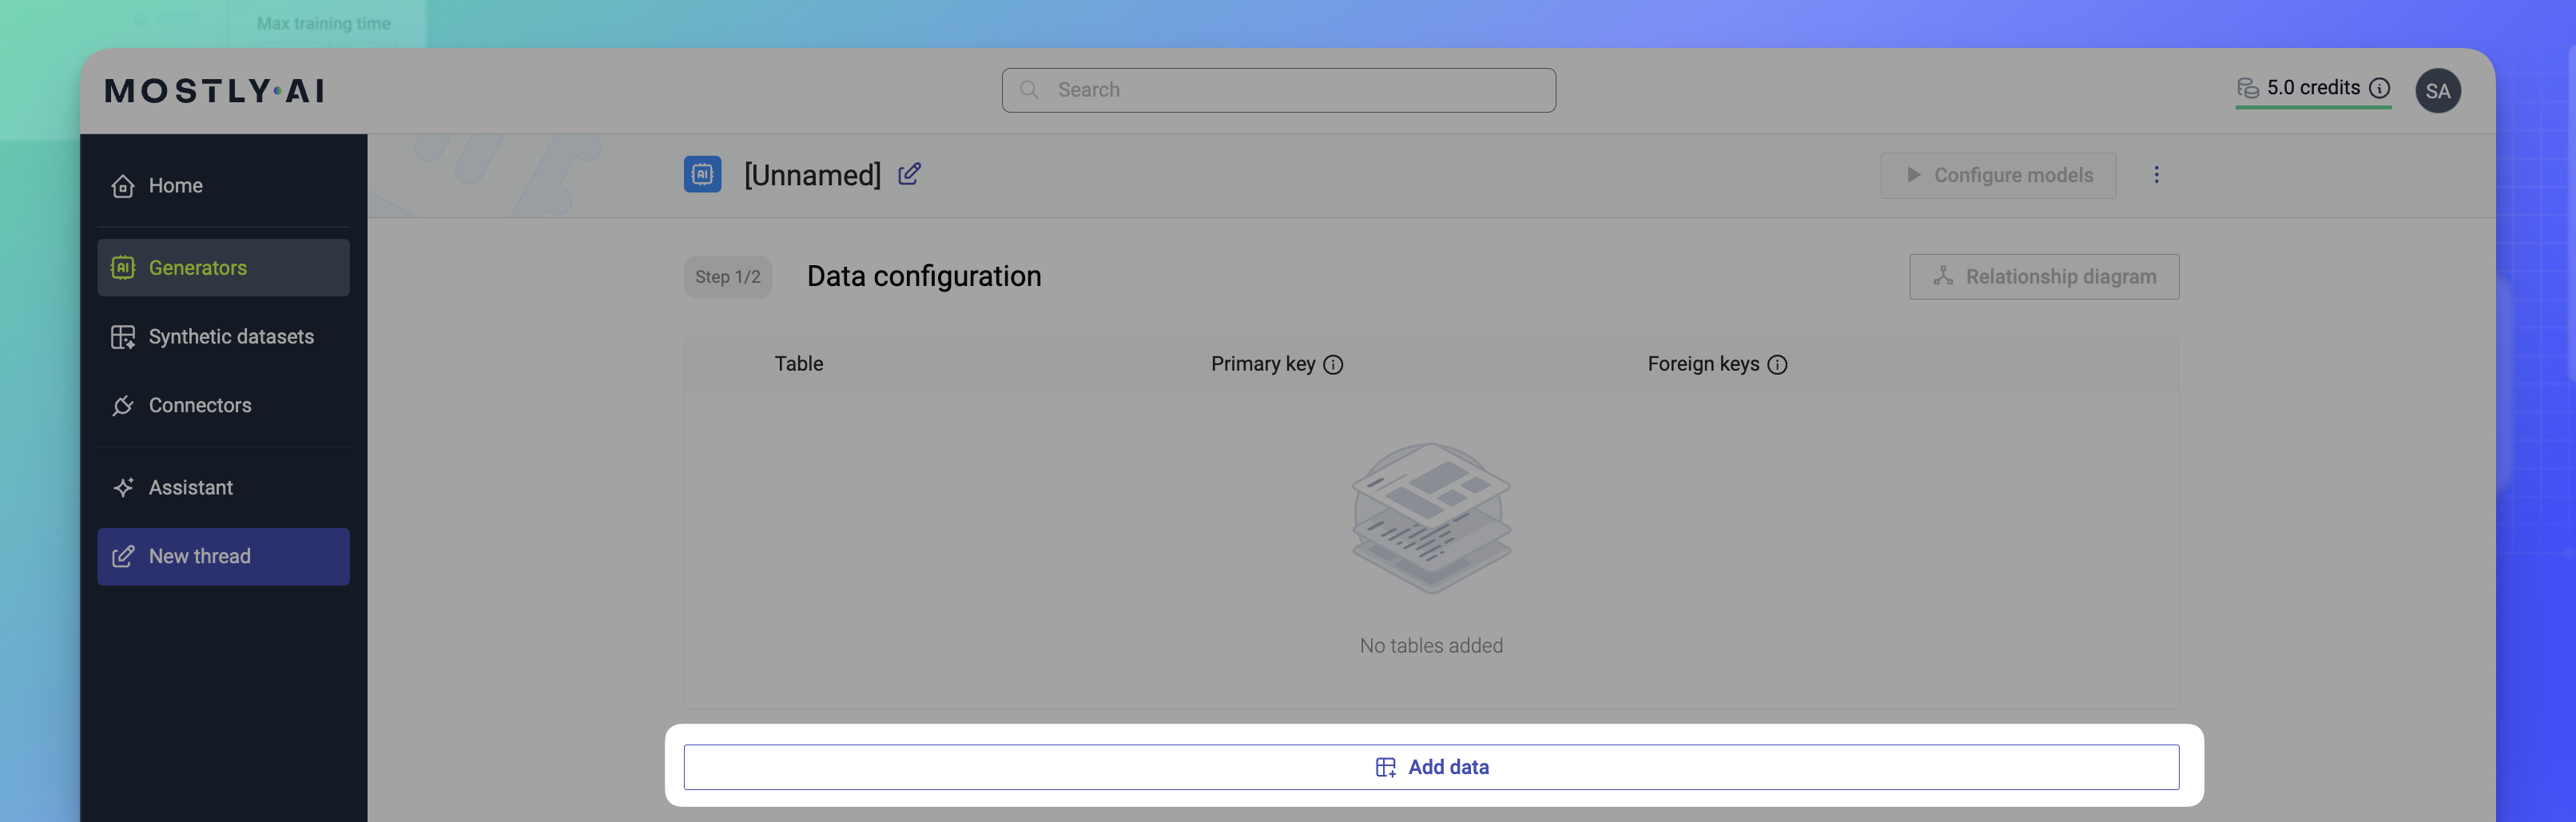 Max training time
MOSTLY·AI
Search
5.0 credits
SA
Home
Generators
Synthetic datasets
Connectors
Assistant
New thread
AI
[Unnamed]
Configure models
Step 1/2
Data configuration
Relationship diagram
Table
Primary key
Foreign keys
No tables added
Add data